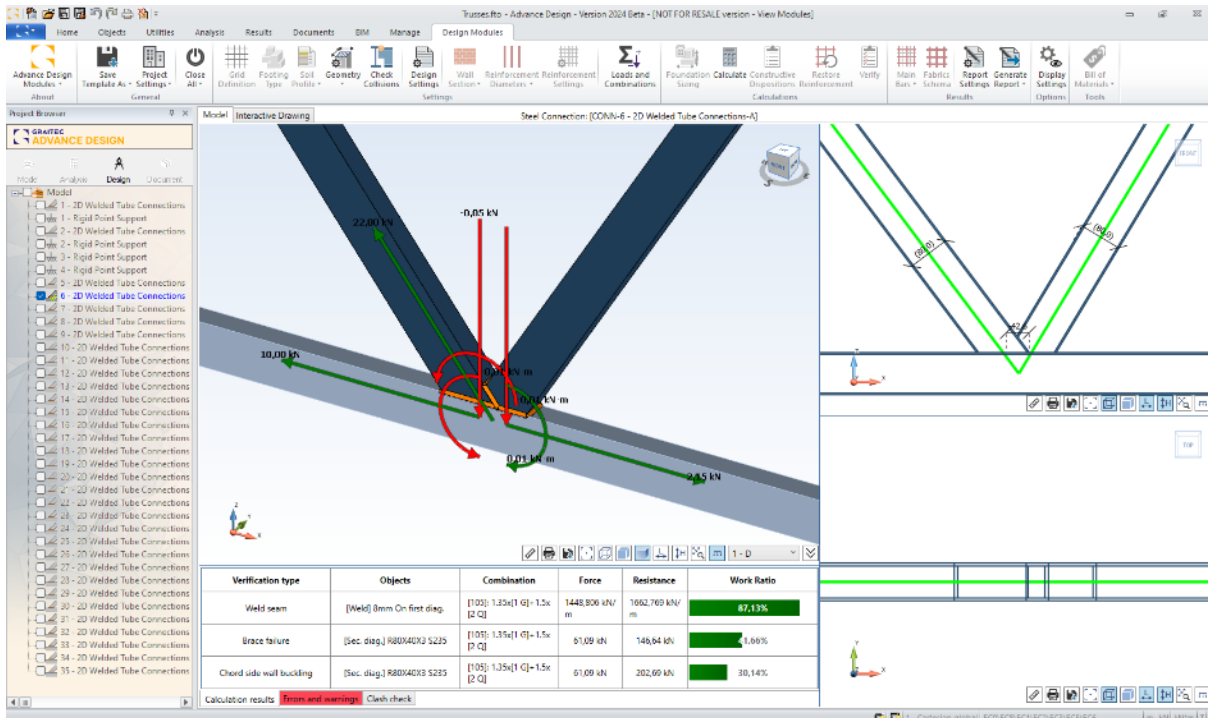 Trusses.fto - Advance Design - Version 2024 Beta - [NOT FOR RESALE version - View Modules]
Home Objects Utilities Analysis Results Documents BIM Manage Design Modules
Advance Design Modules Save Template As Project Settings Close All Grid Definition Footing Type Soil Profile Geometry Check Collisions Design Settings Wall Section Reinforcement Diameters Reinforcement Settings Loads and Combinations Foundation Sizing Calculate Constructive Dispositions Restore Reinforcement Verify Main Bars Fabrics Schema Report Settings Generate Report Display Settings Bill of Materials
About General Settings Calculations Results Options Tools
Project Browser
Model Interactive Drawing
Steel Connection: [CONN-6 - 2D Welded Tube Connections-A]
GRAITEC
ADVANCE DESIGN
Model Analysis Design Document
Model
1 - 2D Welded Tube Connections
1 - Rigid Point Support
2 - 2D Welded Tube Connections
2 - Rigid Point Support
3 - Rigid Point Support
4 - Rigid Point Support
5 - 2D Welded Tube Connections
6 - 2D Welded Tube Connections
7 - 2D Welded Tube Connections
8 - 2D Welded Tube Connections
9 - 2D Welded Tube Connections
10 - 2D Welded Tube Connections
11 - 2D Welded Tube Connections
12 - 2D Welded Tube Connections
13 - 2D Welded Tube Connections
14 - 2D Welded Tube Connections
15 - 2D Welded Tube Connections
16 - 2D Welded Tube Connections
17 - 2D Welded Tube Connections
18 - 2D Welded Tube Connections
19 - 2D Welded Tube Connections
20 - 2D Welded Tube Connections
21 - 2D Welded Tube Connections
22 - 2D Welded Tube Connections
23 - 2D Welded Tube Connections
24 - 2D Welded Tube Connections
25 - 2D Welded Tube Connections
26 - 2D Welded Tube Connections
27 - 2D Welded Tube Connections
28 - 2D Welded Tube Connections
29 - 2D Welded Tube Connections
30 - 2D Welded Tube Connections
31 - 2D Welded Tube Connections
32 - 2D Welded Tube Connections
33 - 2D Welded Tube Connections
34 - 2D Welded Tube Connections
35 - 2D Welded Tube Connections
-0,05 kN
22,00 kN
10,00 kN
0,01 kN·m
2,15 kN
FRONT
TOP
1 - D
Verification type Objects Combination Force Resistance Work Ratio
Weld seam [Weld] 8mm On first diag. [105]: 1.35x[1 G]+1.5x[2 Q] 1448,806 kN/m 1662,769 kN/m 87,13%
Brace failure [Sec. diag.] R80X40X3 S235 [105]: 1.35x[1 G]+1.5x[2 Q] 61,09 kN 146,64 kN 41,66%
Chord side wall buckling [Sec. diag.] R80X40X3 S235 [105]: 1.35x[1 G]+1.5x[2 Q] 61,09 kN 202,69 kN 30,14%
Calculation results Errors and warnings Clash check